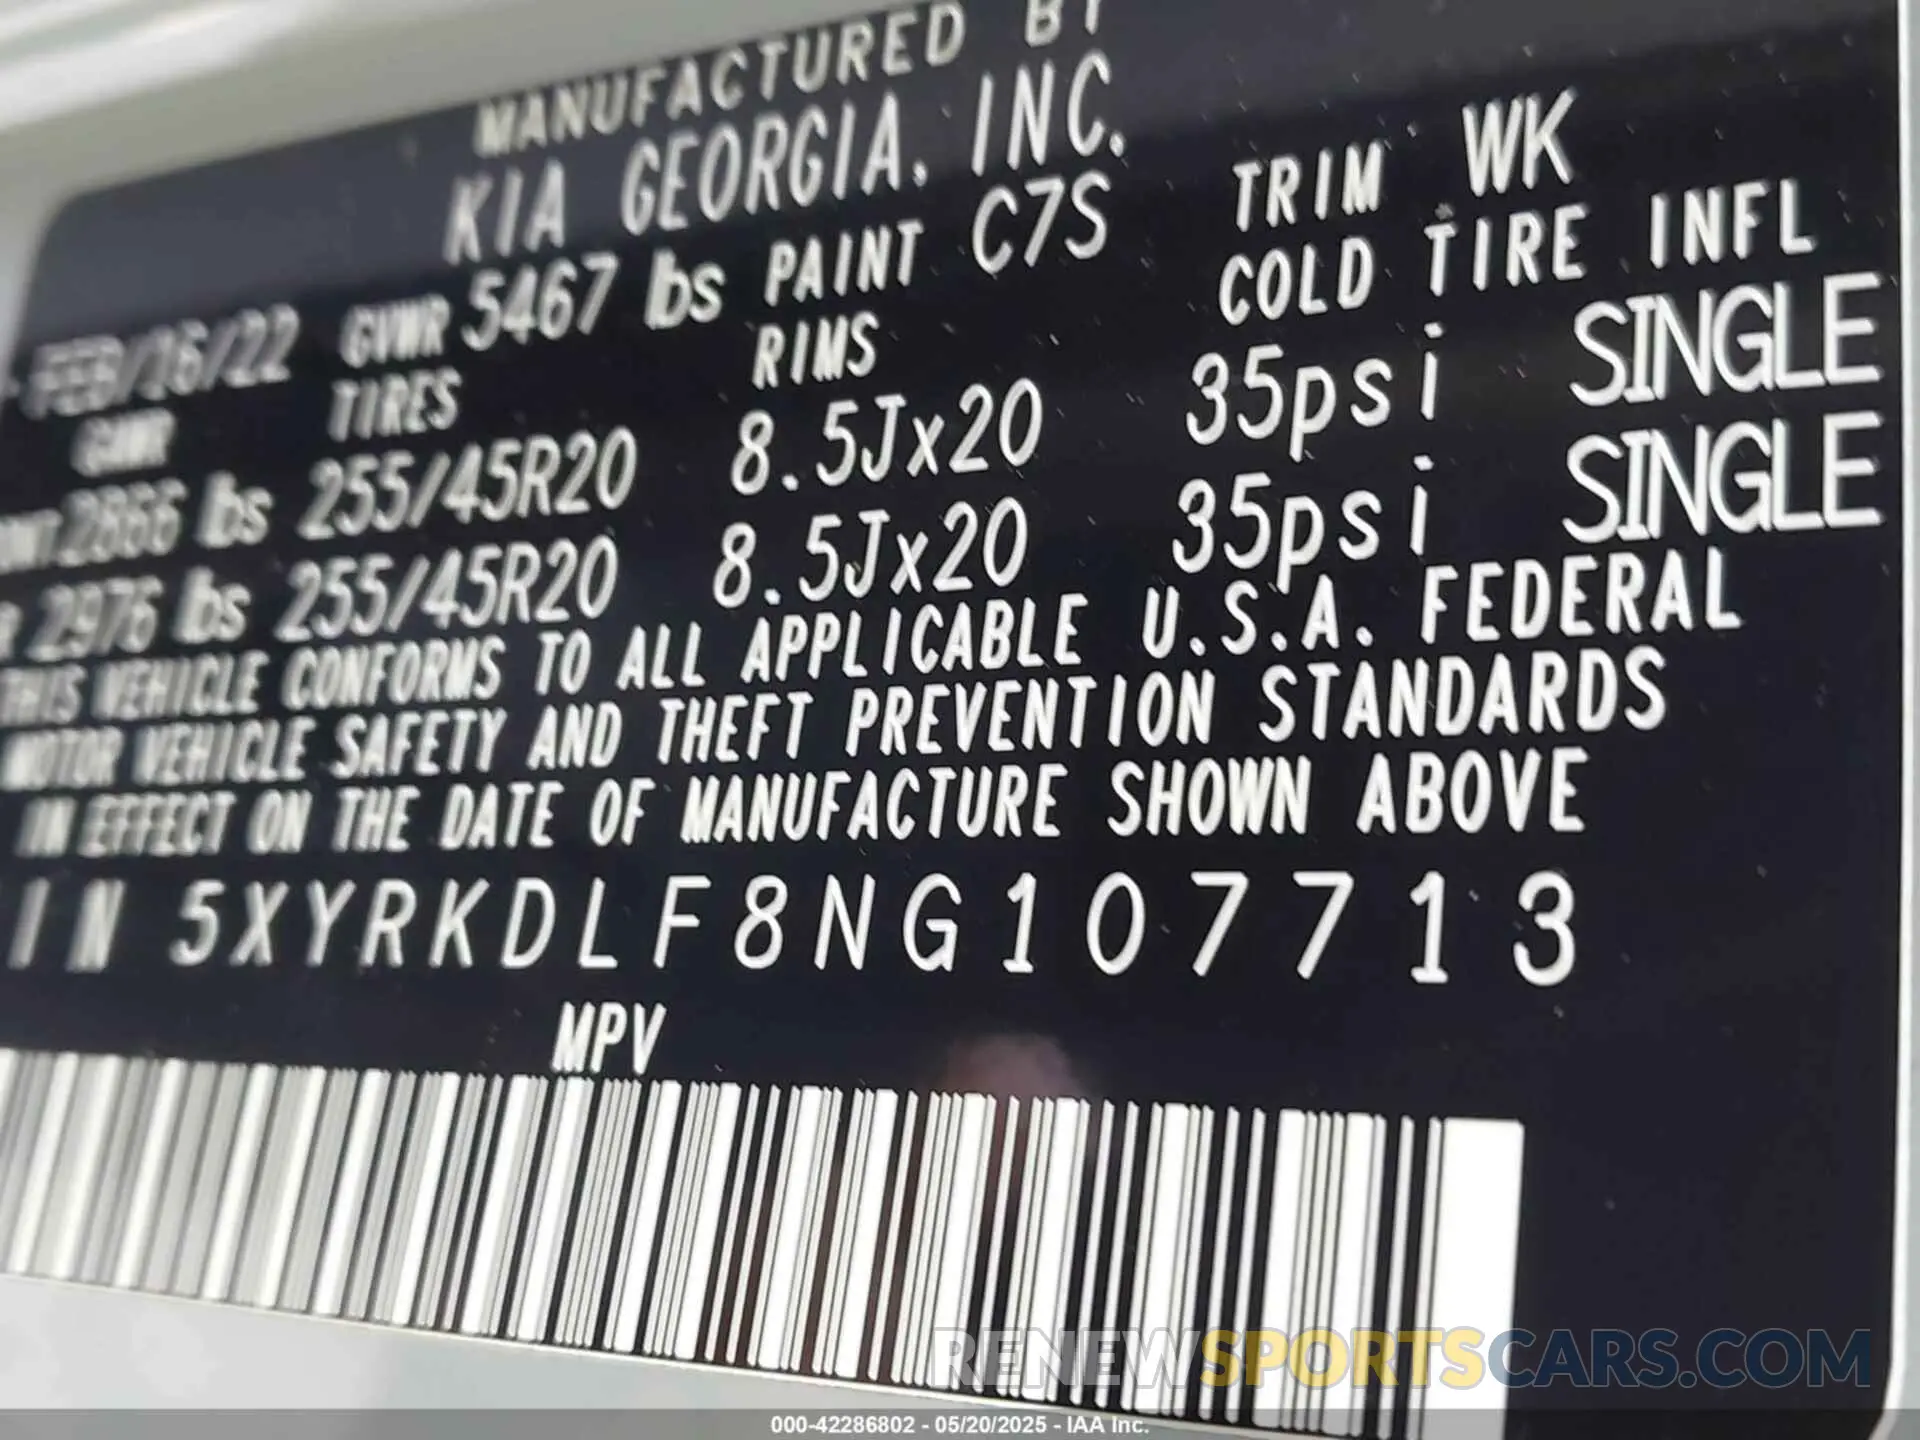 MANUFACTURED BY
KIA GEORGIA, INC.
FEB/16/22 GVWR 5467 lbs PAINT C7S TRIM WK
GAWR TIRES RIMS COLD TIRE INFL
2866 lbs 255/45R20 8.5Jx20 35psi SINGLE
R 2976 lbs 255/45R20 8.5Jx20 35psi SINGLE
THIS VEHICLE CONFORMS TO ALL APPLICABLE U.S.A. FEDERAL
MOTOR VEHICLE SAFETY AND THEFT PREVENTION STANDARDS
IN EFFECT ON THE DATE OF MANUFACTURE SHOWN ABOVE
IN 5XYRKDLF8NG107713
MPV
RENEWSPORTSCARS.COM
000-42286802 - 05/20/2025 - IAA Inc.